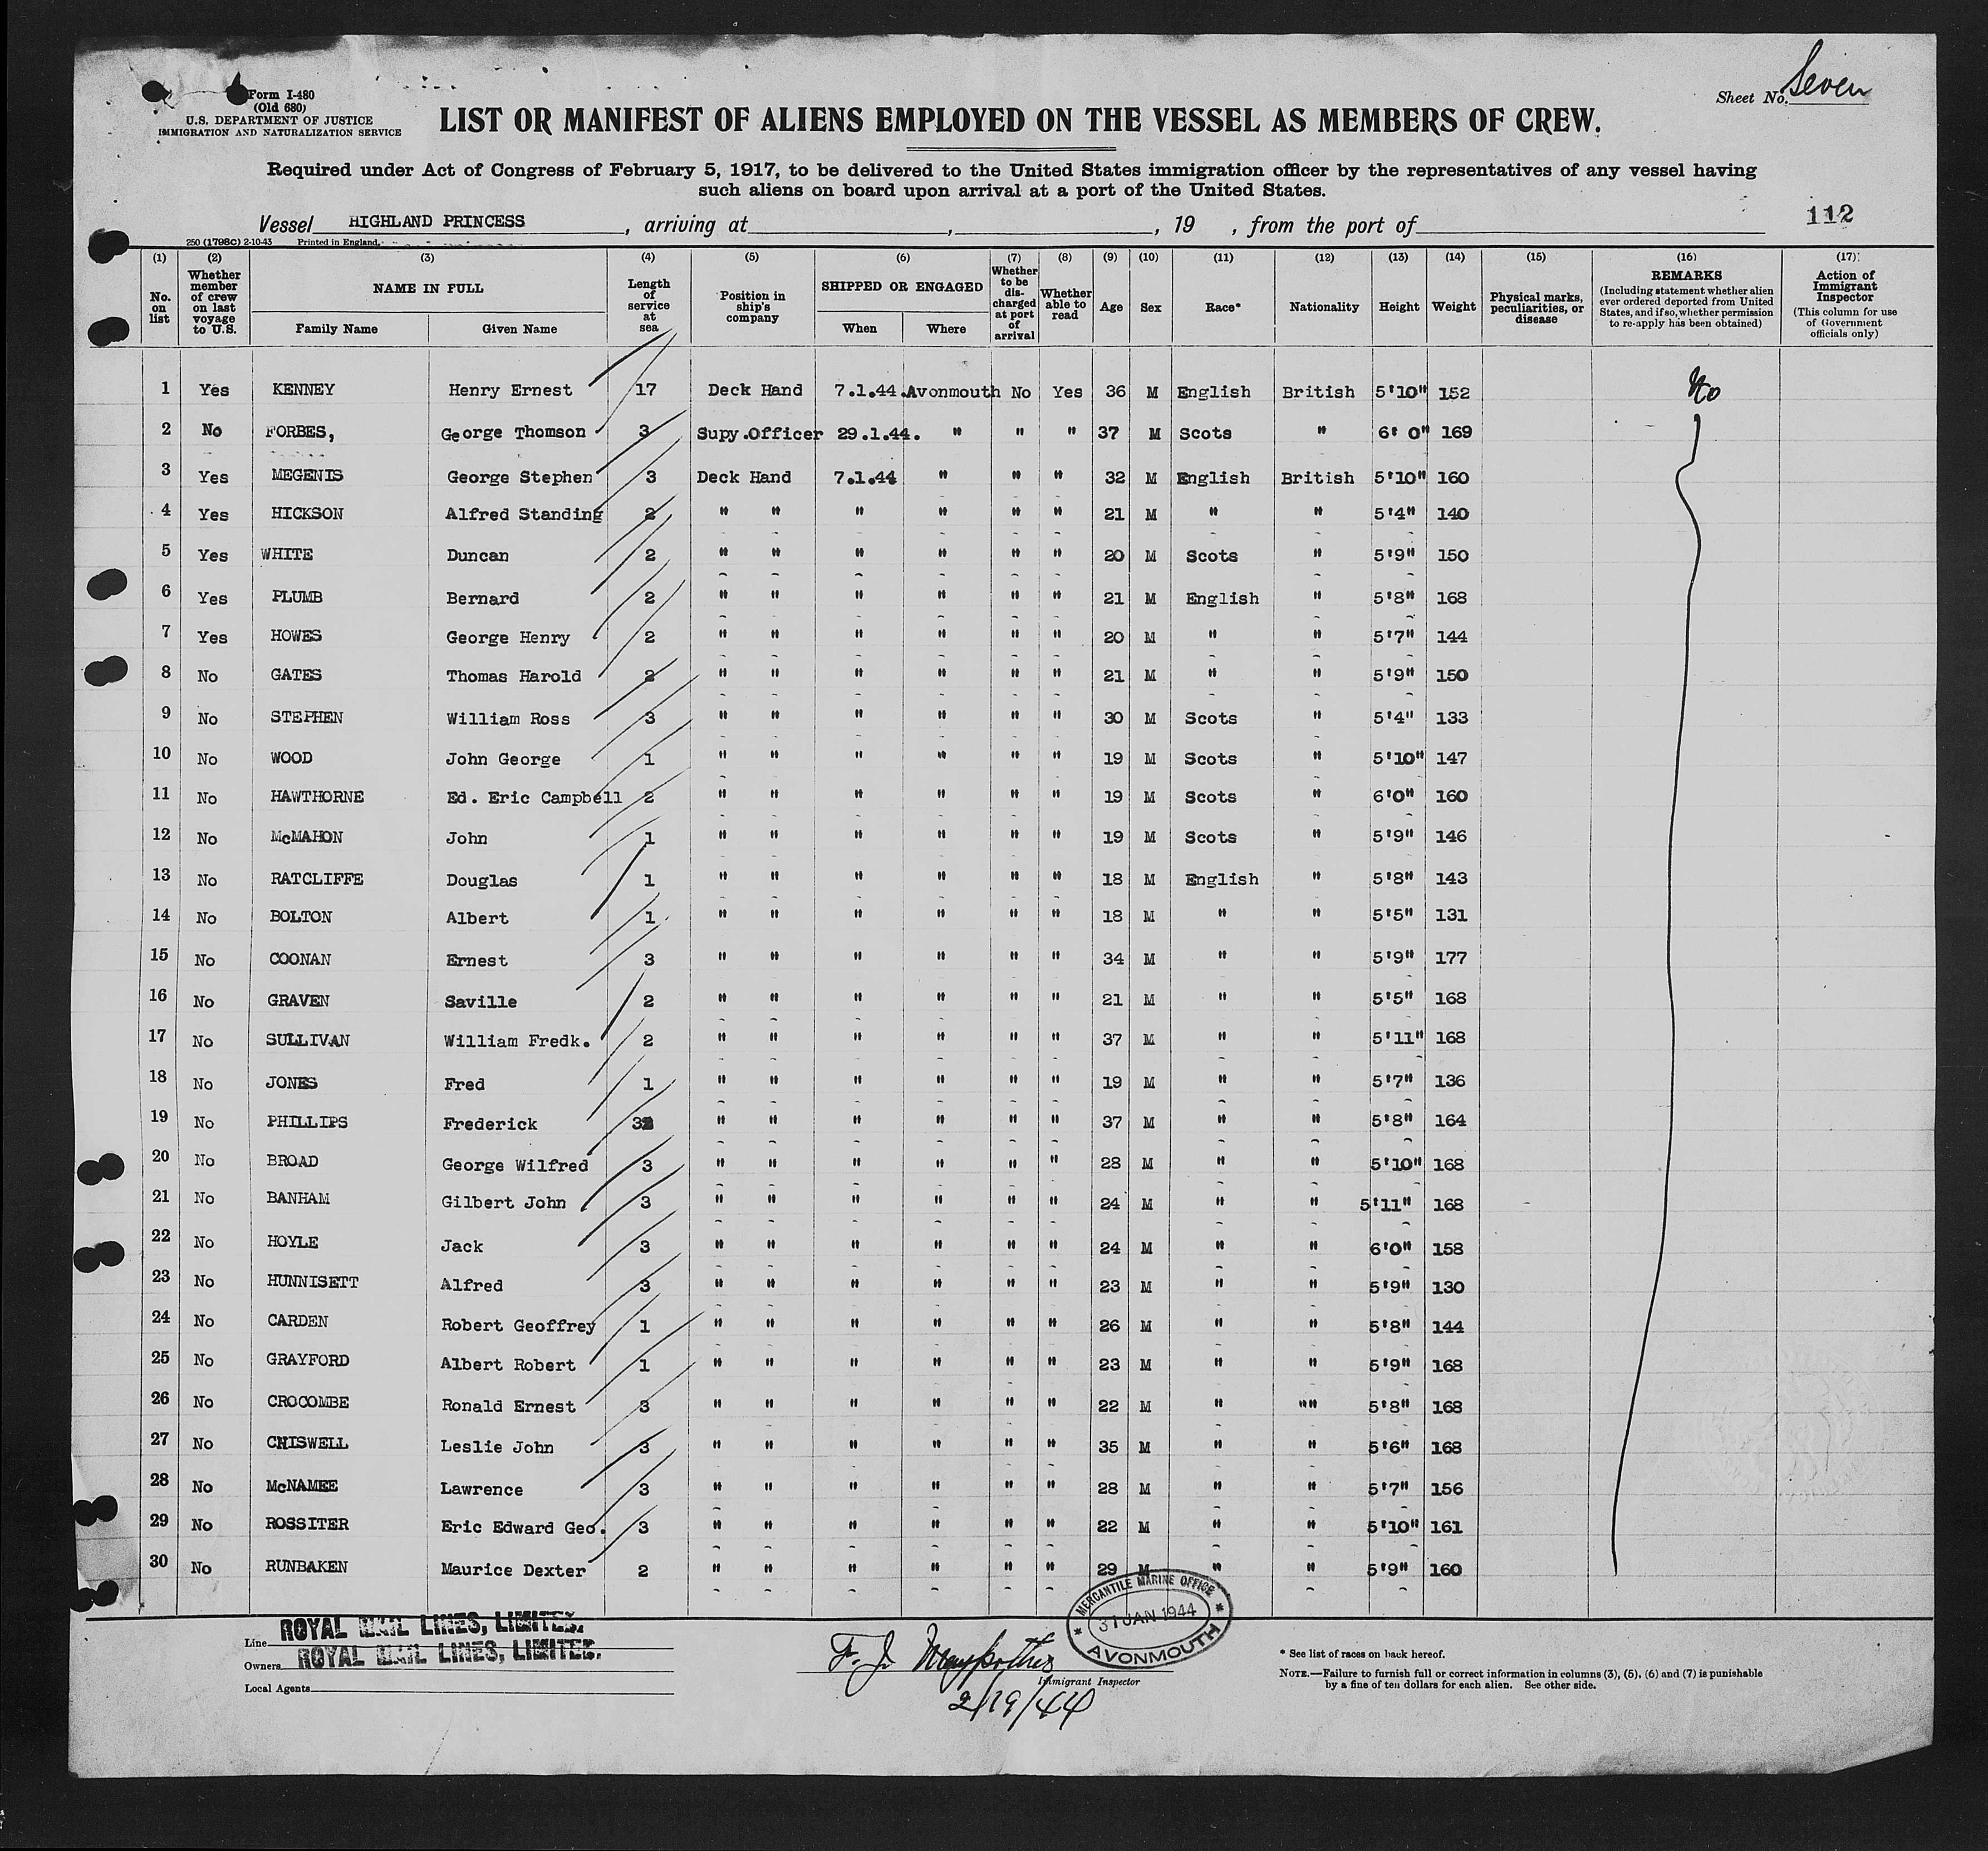 Form I-480
(Old 680)
U.S. DEPARTMENT OF JUSTICE
IMMIGRATION AND NATURALIZATION SERVICE
Sheet No. Seven
LIST OR MANIFEST OF ALIENS EMPLOYED ON THE VESSEL AS MEMBERS OF CREW.
Required under Act of Congress of February 5, 1917, to be delivered to the United States immigration officer by the representatives of any vessel having
such aliens on board upon arrival at a port of the United States.
Vessel HIGHLAND PRINCESS, arriving at , , 19 , from the port of
112
250 (1798C) 2-10-43 Printed in England.
(1) No. on list
(2) Whether member of crew on last voyage to U.S.
(3) NAME IN FULL Family Name Given Name
(4) Length of service at sea
(5) Position in ship's company
(6) SHIPPED OR ENGAGED When Where
(7) Whether to be discharged at port of arrival
(8) Whether able to read
(9) Age
(10) Sex
(11) Race*
(12) Nationality
(13) Height
(14) Weight
(15) Physical marks, peculiarities, or disease
(16) REMARKS (Including statement whether alien ever ordered deported from United States, and if so, whether permission to re-apply has been obtained)
(17) Action of Immigrant Inspector (This column for use of Government officials only)
1 Yes KENNEY Henry Ernest 17 Deck Hand 7.1.44. Avonmouth No Yes 36 M English British 5'10" 152 No
2 No FORBES, George Thomson 3 Supy.Officer 29.1.44. " " " 37 M Scots " 6' 0" 169
3 Yes MEGENIS George Stephen 3 Deck Hand 7.1.44 " " " 32 M English British 5'10" 160
4 Yes HICKSON Alfred Standing 2 " " " " " " 21 M " " 5'4" 140
5 Yes WHITE Duncan 2 " " " " " " 20 M Scots " 5'9" 150
6 Yes PLUMB Bernard 2 " " " " " " 21 M English " 5'8" 168
7 Yes HOWES George Henry 2 " " " " " " 20 M " " 5'7" 144
8 No GATES Thomas Harold 2 " " " " " " 21 M " " 5'9" 150
9 No STEPHEN William Ross 3 " " " " " " 30 M Scots " 5'4" 133
10 No WOOD John George 1 " " " " " " 19 M Scots " 5'10" 147
11 No HAWTHORNE Ed. Eric Campbell 2 " " " " " " 19 M Scots " 6'0" 160
12 No McMAHON John 1 " " " " " " 19 M Scots " 5'9" 146
13 No RATCLIFFE Douglas 1 " " " " " " 18 M English " 5'8" 143
14 No BOLTON Albert 1 " " " " " " 18 M " " 5'5" 131
15 No COONAN Ernest 3 " " " " " " 34 M " " 5'9" 177
16 No GRAVEN Saville 2 " " " " " " 21 M " " 5'5" 168
17 No SULLIVAN William Fredk. 2 " " " " " " 37 M " " 5'11" 168
18 No JONES Fred 1 " " " " " " 19 M " " 5'7" 136
19 No PHILLIPS Frederick 3 " " " " " " 37 M " " 5'8" 164
20 No BROAD George Wilfred 3 " " " " " " 28 M " " 5'10" 168
21 No BANHAM Gilbert John 3 " " " " " " 24 M " " 5'11" 168
22 No HOYLE Jack 3 " " " " " " 24 M " " 6'0" 158
23 No HUNNISETT Alfred 3 " " " " " " 23 M " " 5'9" 130
24 No CARDEN Robert Geoffrey 1 " " " " " " 26 M " " 5'8" 144
25 No GRAYFORD Albert Robert 1 " " " " " " 23 M " " 5'9" 168
26 No CROCOMBE Ronald Ernest 3 " " " " " " 22 M " "" 5'8" 168
27 No CHISWELL Leslie John 3 " " " " " " 35 M " " 5'6" 168
28 No McNAMEE Lawrence 3 " " " " " " 28 M " " 5'7" 156
29 No ROSSITER Eric Edward Geo. 3 " " " " " " 22 M " " 5'10" 161
30 No RUNBAKEN Maurice Dexter 2 " " " " " " 29 M " " 5'9" 160
Line ROYAL MAIL LINES, LIMITED.
Owners ROYAL MAIL LINES, LIMITED.
Local Agents
F. J.
Immigrant Inspector
2/19/44
MERCANTILE MARINE OFFICE
31 JAN 1944
AVONMOUTH
* See list of races on back hereof.
NOTE.—Failure to furnish full or correct information in columns (3), (5), (6) and (7) is punishable
by a fine of ten dollars for each alien. See other side.